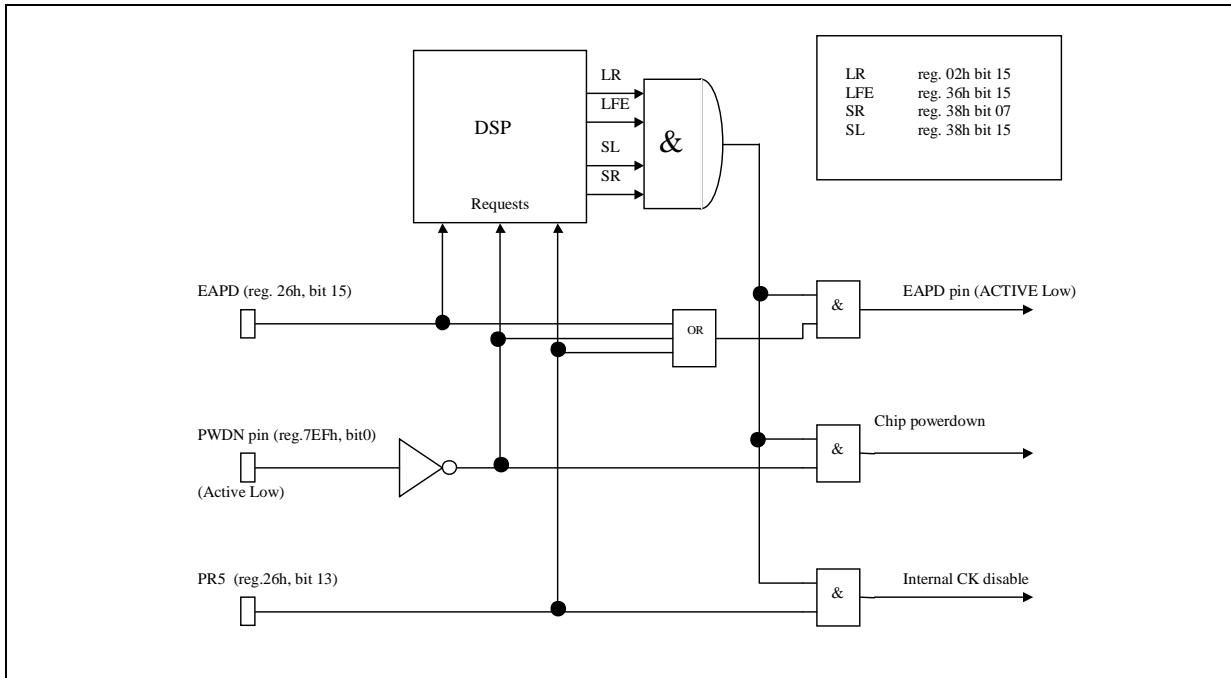 LR
LFE
DSP
SL
SR
Requests
&
LR reg. 02h bit 15
LFE reg. 36h bit 15
SR reg. 38h bit 07
SL reg. 38h bit 15
EAPD (reg. 26h, bit 15)
OR
&
EAPD pin (ACTIVE Low)
PWDN pin (reg.7EFh, bit0)
(Active Low)
&
Chip powerdown
PR5 (reg.26h, bit 13)
&
Internal CK disable